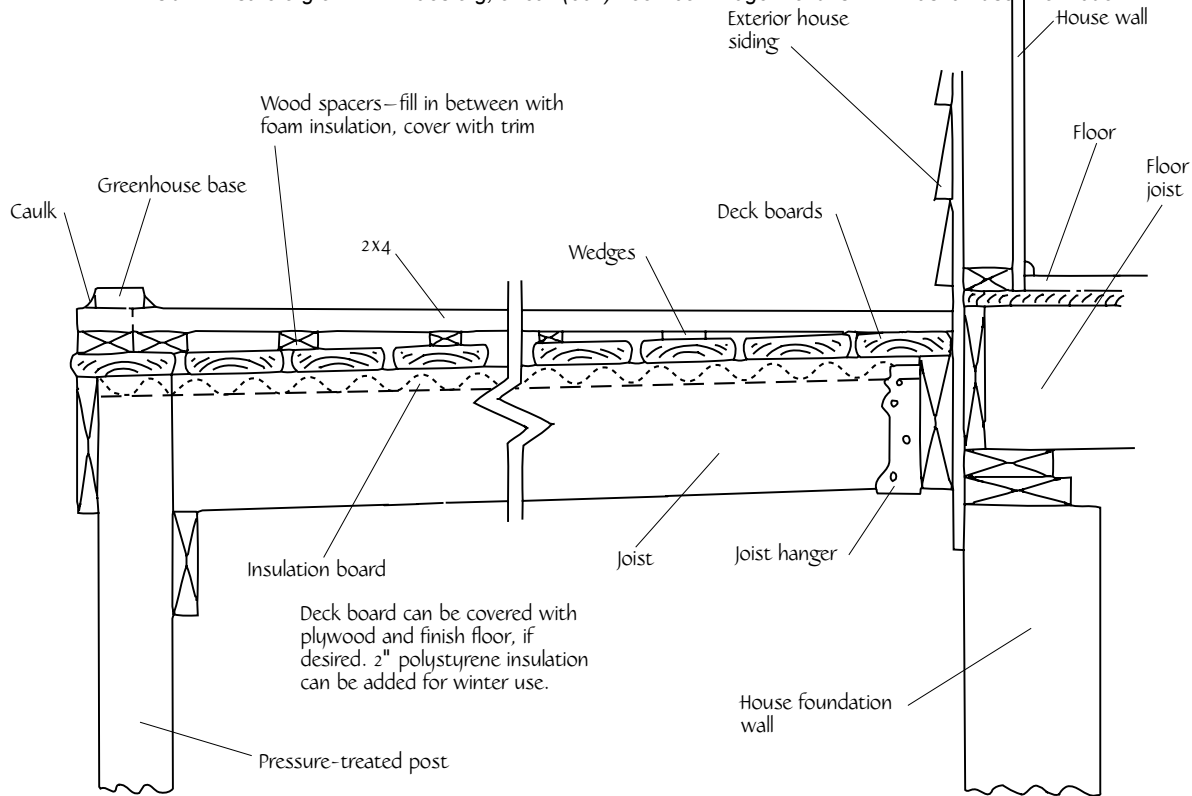 Exterior house
siding
House wall
Wood spacers–fill in between with
foam insulation, cover with trim
Floor
Floor
joist
Greenhouse base
Caulk
Deck boards
2x4
Wedges
Insulation board
Joist
Joist hanger
Deck board can be covered with
plywood and finish floor, if
desired. 2" polystyrene insulation
can be added for winter use.
House foundation
wall
Pressure-treated post